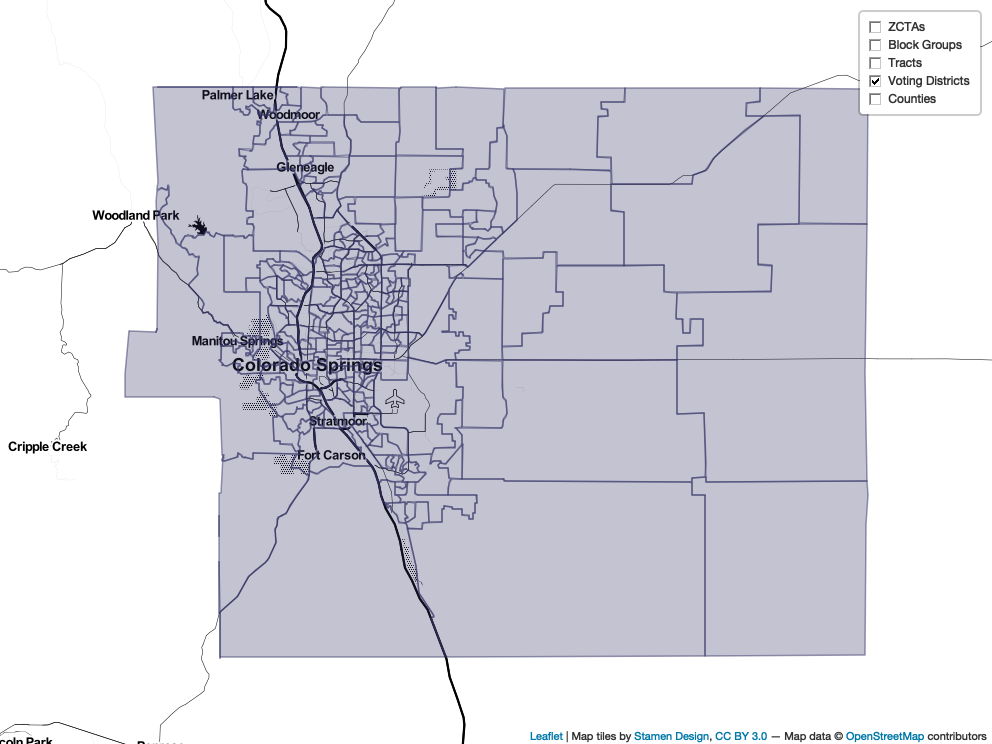 ZCTAs
Block Groups
Tracts
Voting Districts
Counties
Palmer Lake
Woodmoor
Gleneagle
Woodland Park
Manitou Springs
Colorado Springs
Stratmoor
Cripple Creek
Fort Carson
Leaflet | Map tiles by Stamen Design, CC BY 3.0 — Map data © OpenStreetMap contributors
coln Park